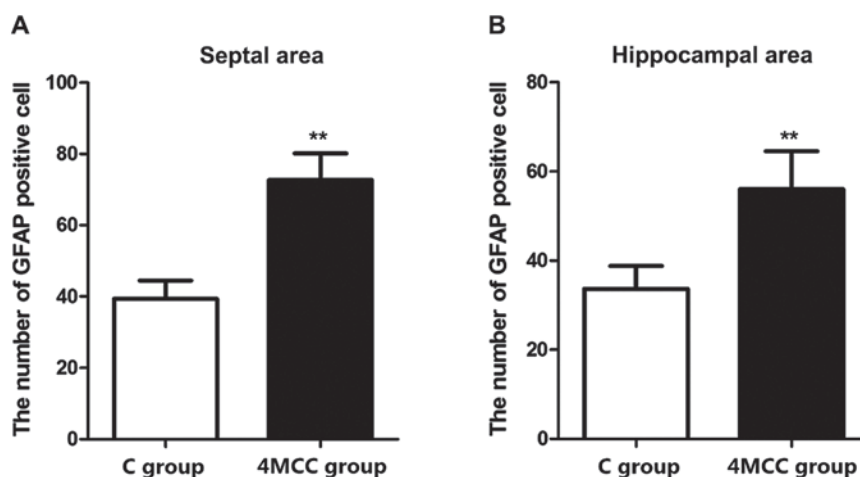 A
Septal area
The number of GFAP positive cell
100
80
60
40
20
0
**
C group
4MCC group
B
Hippocampal area
The number of GFAP positive cell
80
60
40
20
0
**
C group
4MCC group